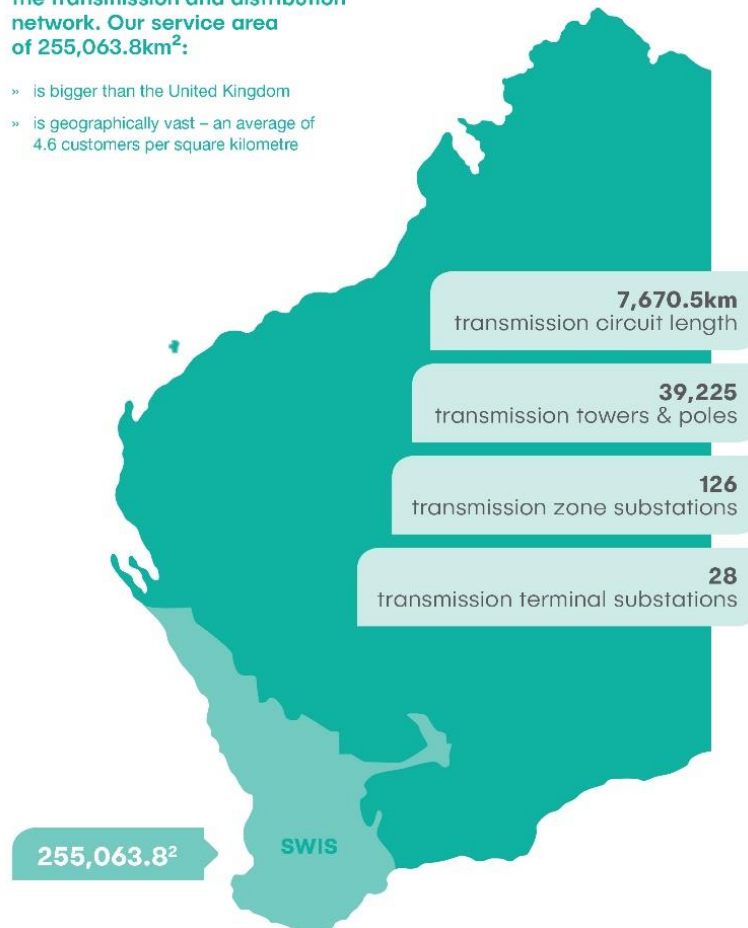 the transmission and distribution
network. Our service area
of 255,063.8km²:
» is bigger than the United Kingdom
» is geographically vast – an average of
4.6 customers per square kilometre
7,670.5km
transmission circuit length
39,225
transmission towers & poles
126
transmission zone substations
28
transmission terminal substations
255,063.8²
SWIS